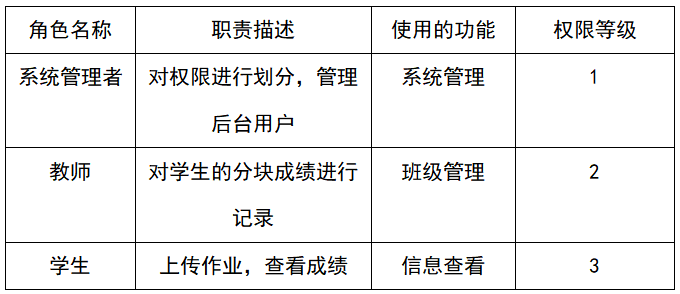 角色名称 职责描述 使用的功能 权限等级
系统管理者 对权限进行划分，管理 系统管理 1
后台用户
教师 对学生的分块成绩进行 班级管理 2
记录
学生 上传作业，查看成绩 信息查看 3